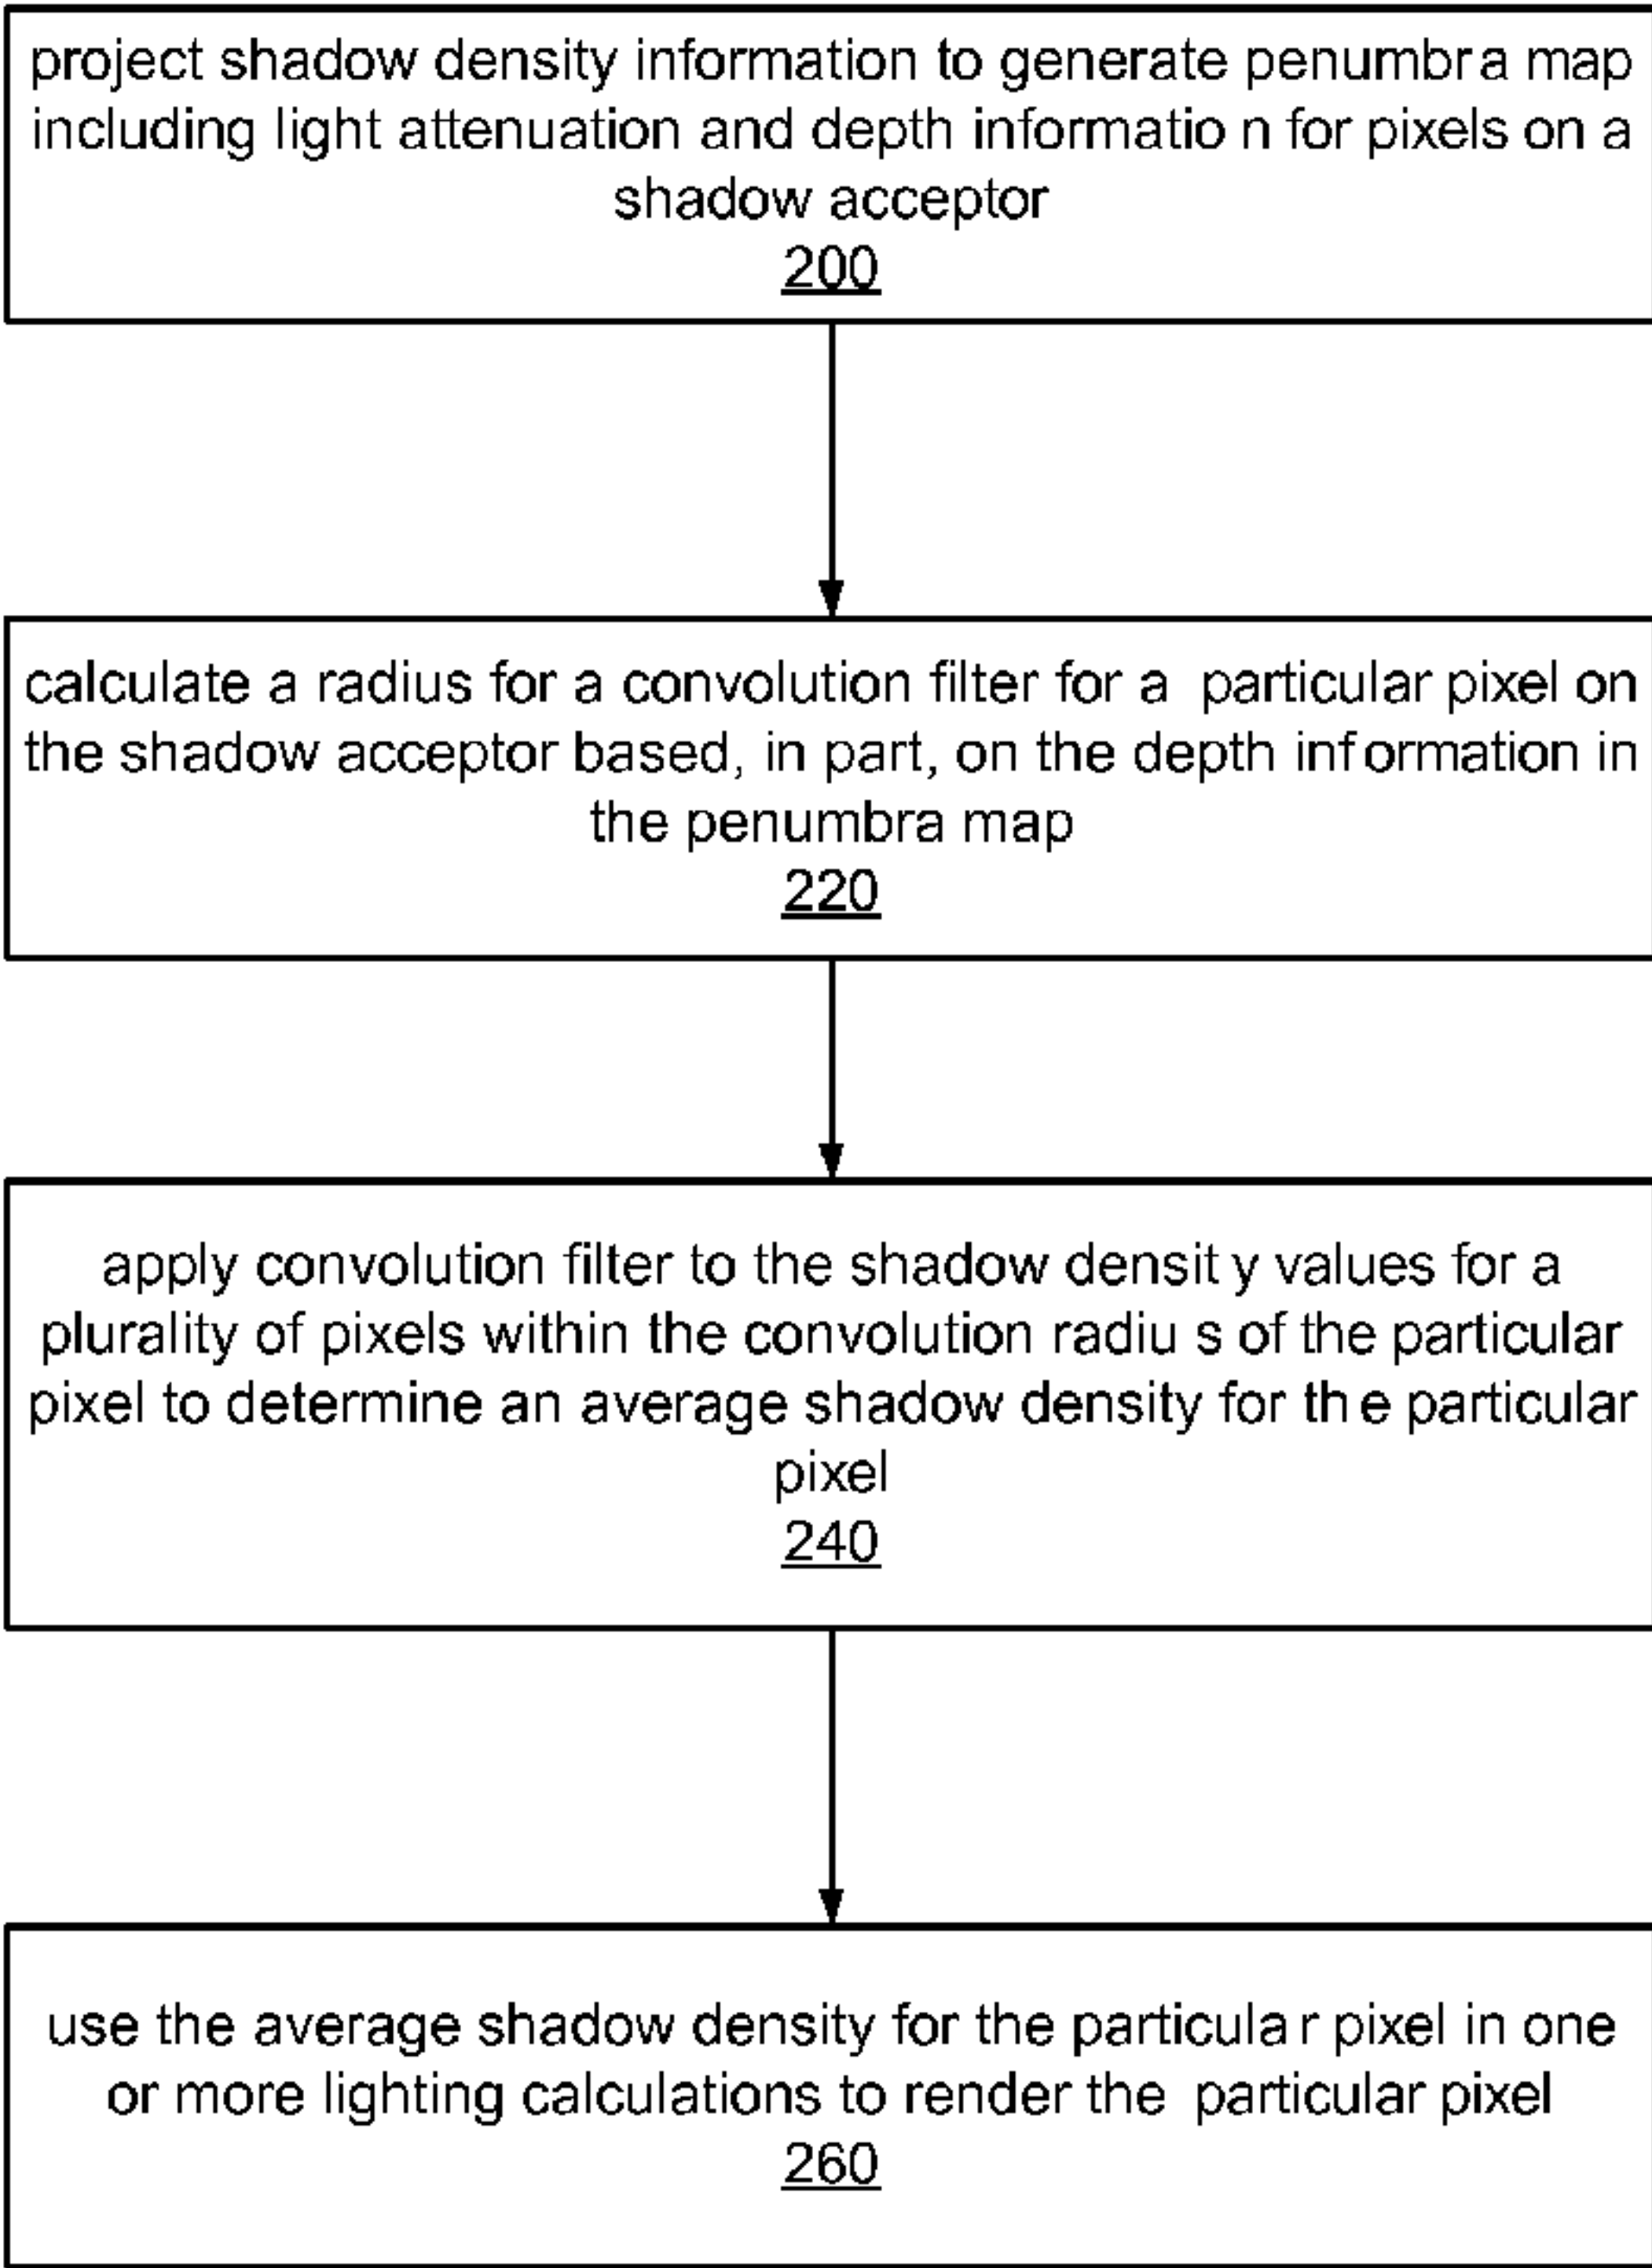 project shadow density information to generate penumbra map
including light attenuation and depth informatio n for pixels on a
shadow acceptor
200
calculate a radius for a convolution filter for a particular pixel on
the shadow acceptor based, in part, on the depth information in
the penumbra map
220
apply convolution filter to the shadow densit y values for a
plurality of pixels within the convolution radiu s of the particular
pixel to determine an average shadow density for the particular
pixel
240
use the average shadow density for the particular pixel in one
or more lighting calculations to render the particular pixel
260